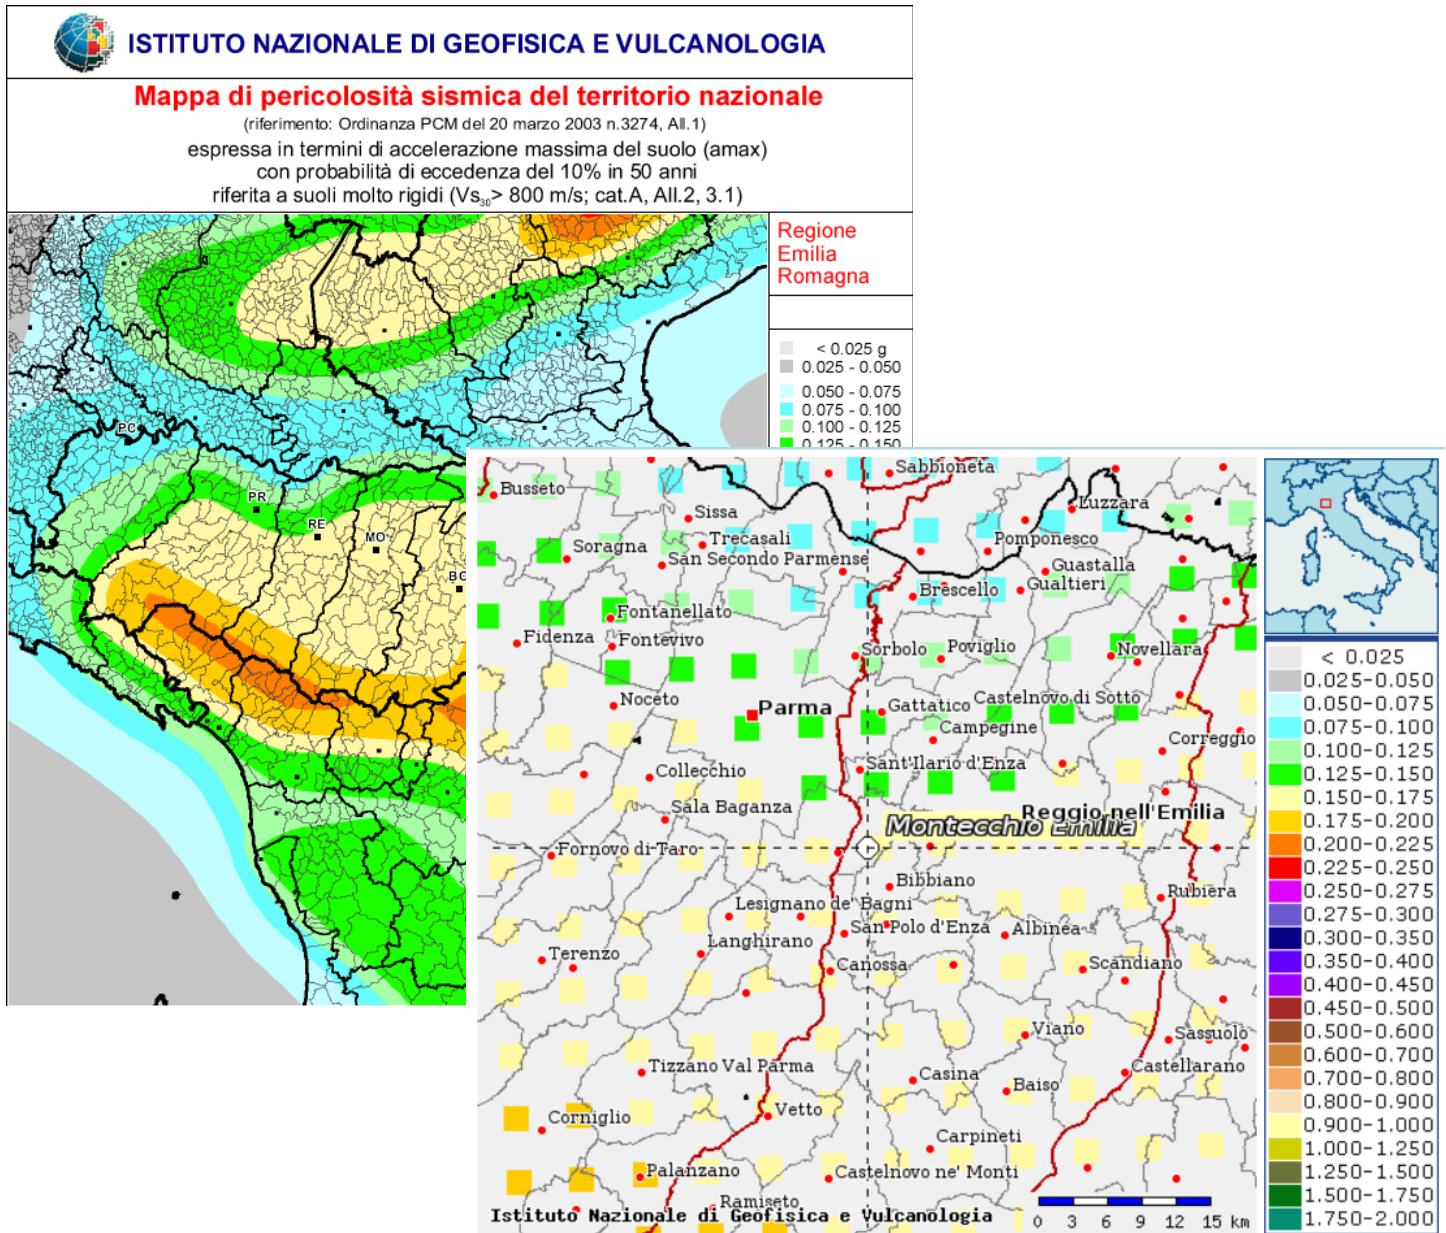 ISTITUTO NAZIONALE DI GEOFISICA E VULCANOLOGIA
Mappa di pericolosità sismica del territorio nazionale
(riferimento: Ordinanza PCM del 20 marzo 2003 n.3274, All.1)
espressa in termini di accelerazione massima del suolo (amax)
con probabilità di eccedenza del 10% in 50 anni
riferita a suoli molto rigidi (Vs₃₀> 800 m/s; cat.A, All.2, 3.1)
Regione
Emilia
Romagna
< 0.025 g
0.025 - 0.050
0.050 - 0.075
0.075 - 0.100
0.100 - 0.125
0.125 - 0.150
PC
PR
RE
MO
Sabbioneta
Busseto
Luzzara
Sissa
Trecasali
Pomponesco
Soragna
San Secondo Parmense
Guastalla
Gualtieri
Brescello
Fontanellato
Fidenza
Fontevivo
Sorbolo
Poviglio
Novellara
Noceto
Parma
Gattatico
Castelnovo di Sotto
Campegine
Correggio
Collecchio
Sant'Ilario d'Enza
Sala Baganza
Reggio nell'Emilia
Montecchio Emilia
Fornovo di Taro
Bibbiano
Rubiera
Lesignano de' Bagni
San Polo d'Enza
Albinea
Langhirano
Terenzo
Canossa
Scandiano
Viano
Sassuolo
Tizzano Val Parma
Casina
Baiso
Castellarano
Corniglio
Vetto
Carpineti
Palanzano
Castelnovo ne' Monti
Ramiseto
Istituto Nazionale di Geofisica e Vulcanologia
0 3 6 9 12 15 km
< 0.025
0.025-0.050
0.050-0.075
0.075-0.100
0.100-0.125
0.125-0.150
0.150-0.175
0.175-0.200
0.200-0.225
0.225-0.250
0.250-0.275
0.275-0.300
0.300-0.350
0.350-0.400
0.400-0.450
0.450-0.500
0.500-0.600
0.600-0.700
0.700-0.800
0.800-0.900
0.900-1.000
1.000-1.250
1.250-1.500
1.500-1.750
1.750-2.000